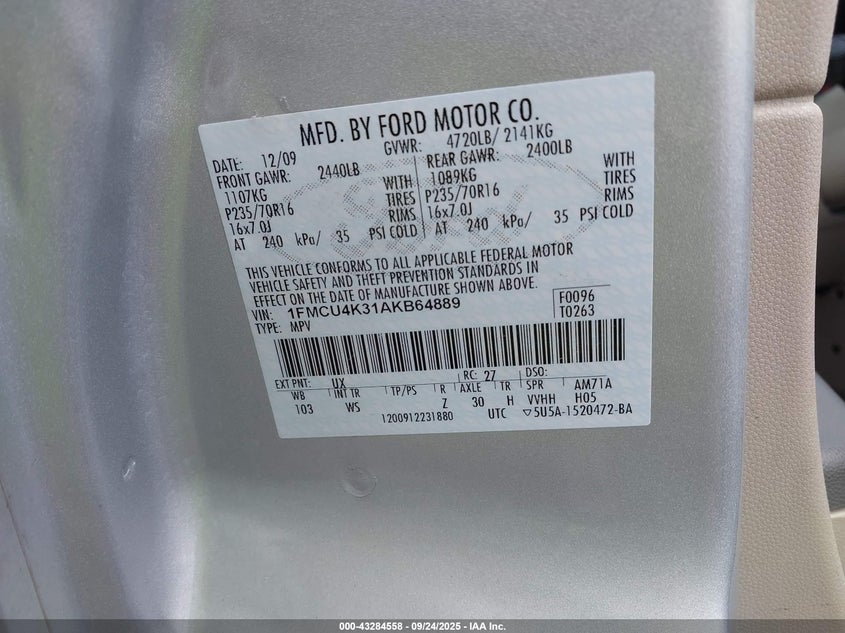 MFD. BY FORD MOTOR CO.
DATE: 12/09 GVWR: 4720LB/ 2141KG
FRONT GAWR: 2440LB REAR GAWR: 2400LB
1107KG WITH 1089KG WITH
P235/70R16 TIRES P235/70R16 TIRES
16x7.0J RIMS 16x7.0J RIMS
AT 240 kPa/ 35 PSI COLD AT 240 kPa/ 35 PSI COLD
THIS VEHICLE CONFORMS TO ALL APPLICABLE FEDERAL MOTOR
VEHICLE SAFETY AND THEFT PREVENTION STANDARDS IN
EFFECT ON THE DATE OF MANUFACTURE SHOWN ABOVE.
VIN: 1FMCU4K31AKB64889 F0096
TYPE: MPV T0263
EXT PNT: UX RC: 27 DSO:
WB INT TR TP/PS R AXLE TR SPR AM71A
103 WS Z 30 H VVHH H05
1200912231880 UTC ▽5U5A-1520472-BA
000-43284558 - 09/24/2025 - IAA Inc.